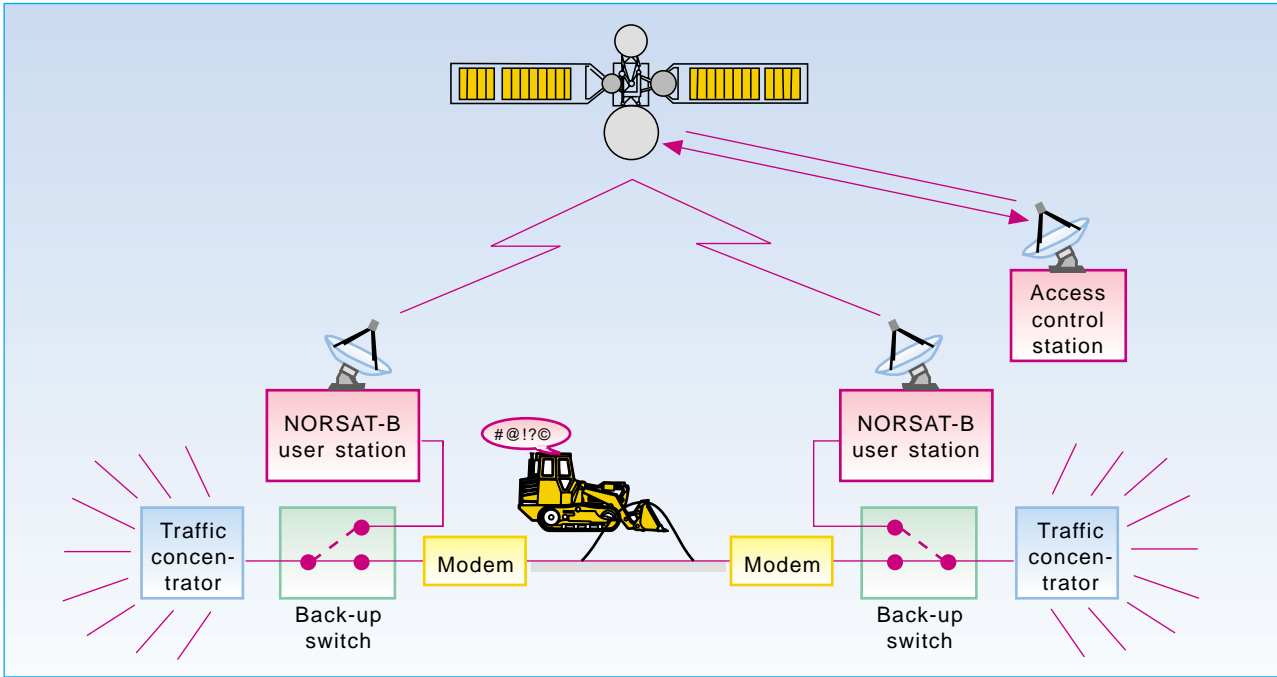 Access
control
station
NORSAT-B
user station
NORSAT-B
user station
#@!?©
Traffic
concen-
trator
Modem
Modem
Traffic
concen-
trator
Back-up
switch
Back-up
switch